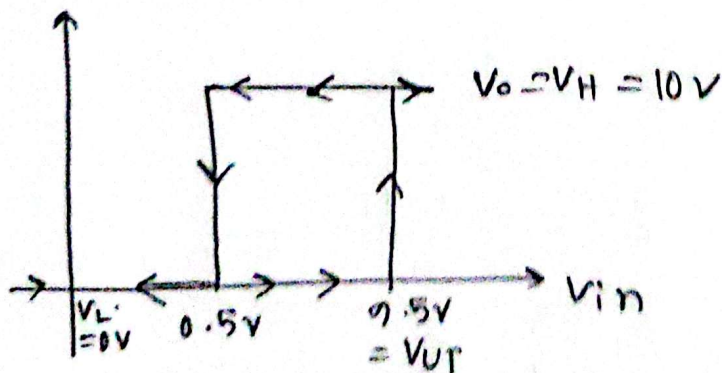 Vo = VH = 10 V
Vin
VL.
= 0V
0.5V
9.5V
= VUT